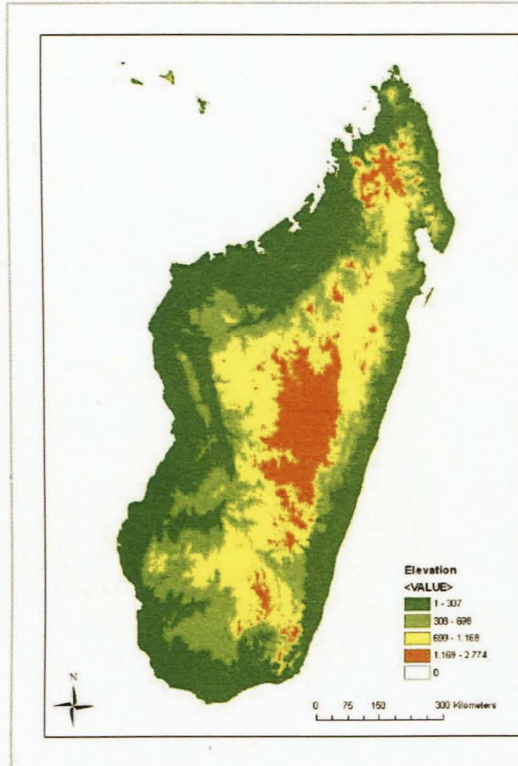 Elevation
<VALUE>
1 - 307
308 - 698
699 - 1.168
1.169 - 2.774
0
N
0 75 150 300 Kilometers